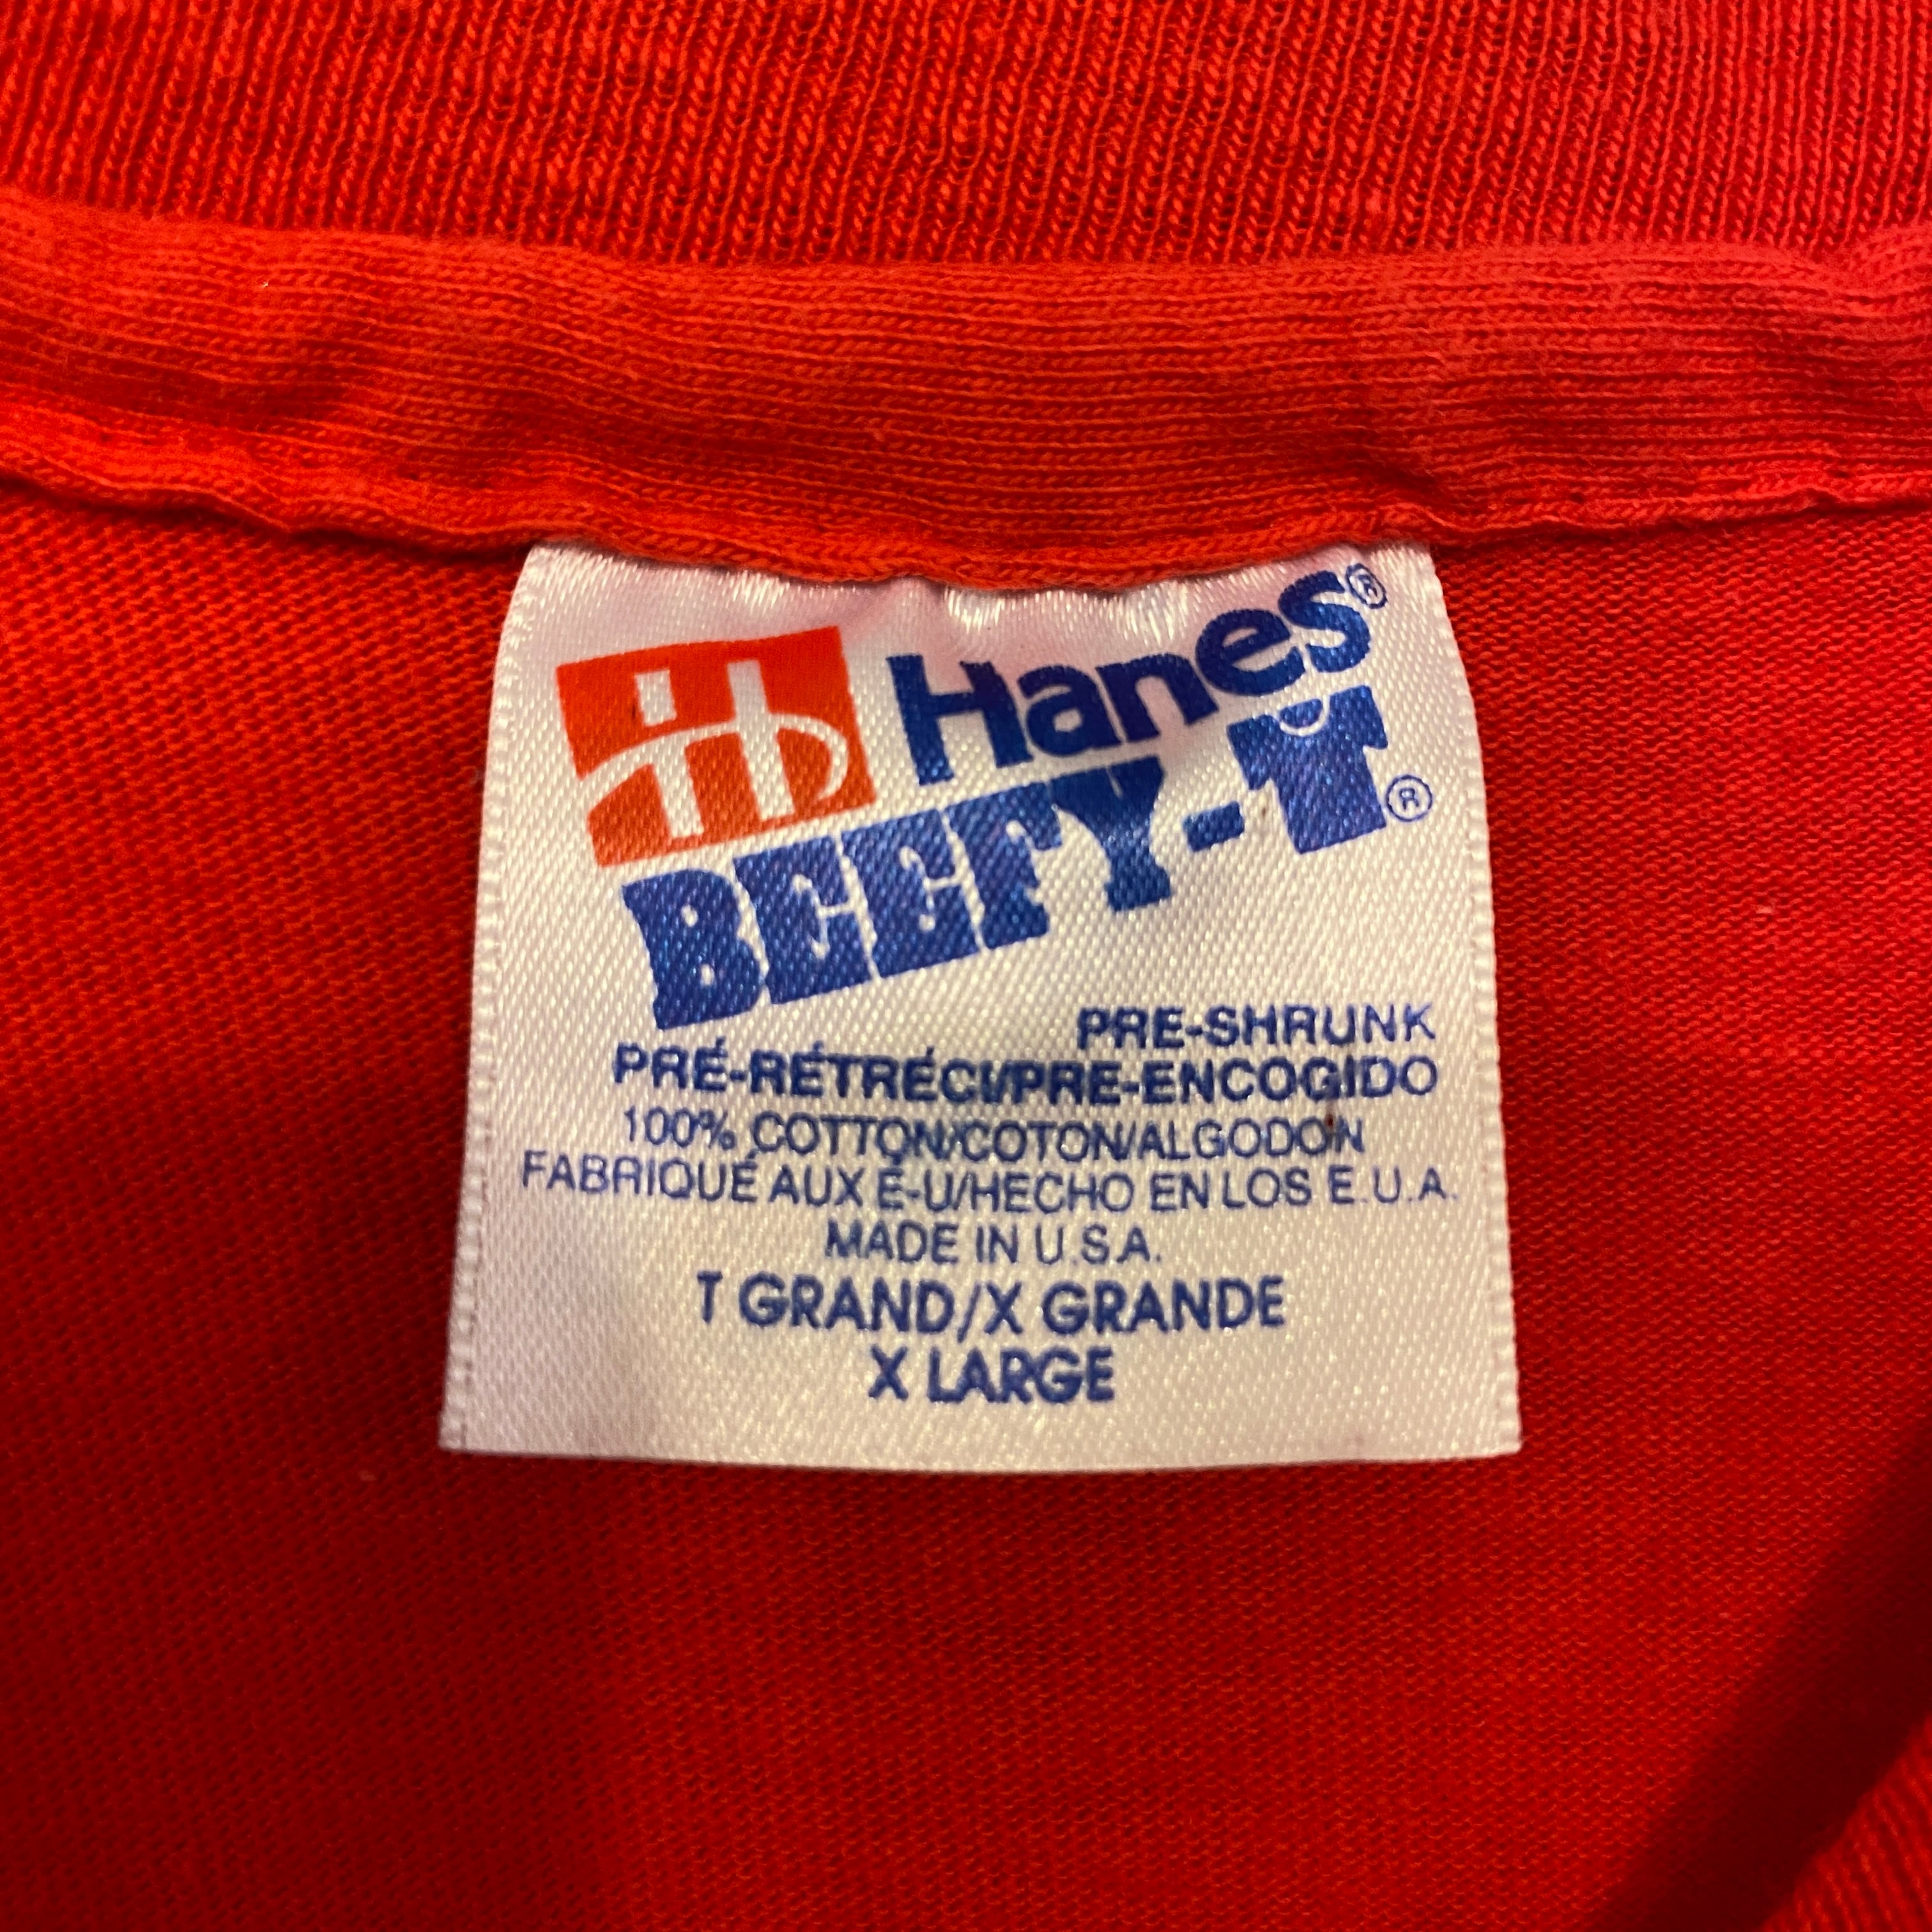 Hanes®
BEEFY-T®
PRE-SHRUNK
PRÉ-RÉTRÉCI/PRE-ENCOGIDO
100% COTTON/COTON/ALGODON
FABRIQUÉ AUX É-U/HECHO EN LOS E.U.A.
MADE IN U.S.A.
T GRAND/X GRANDE
X LARGE